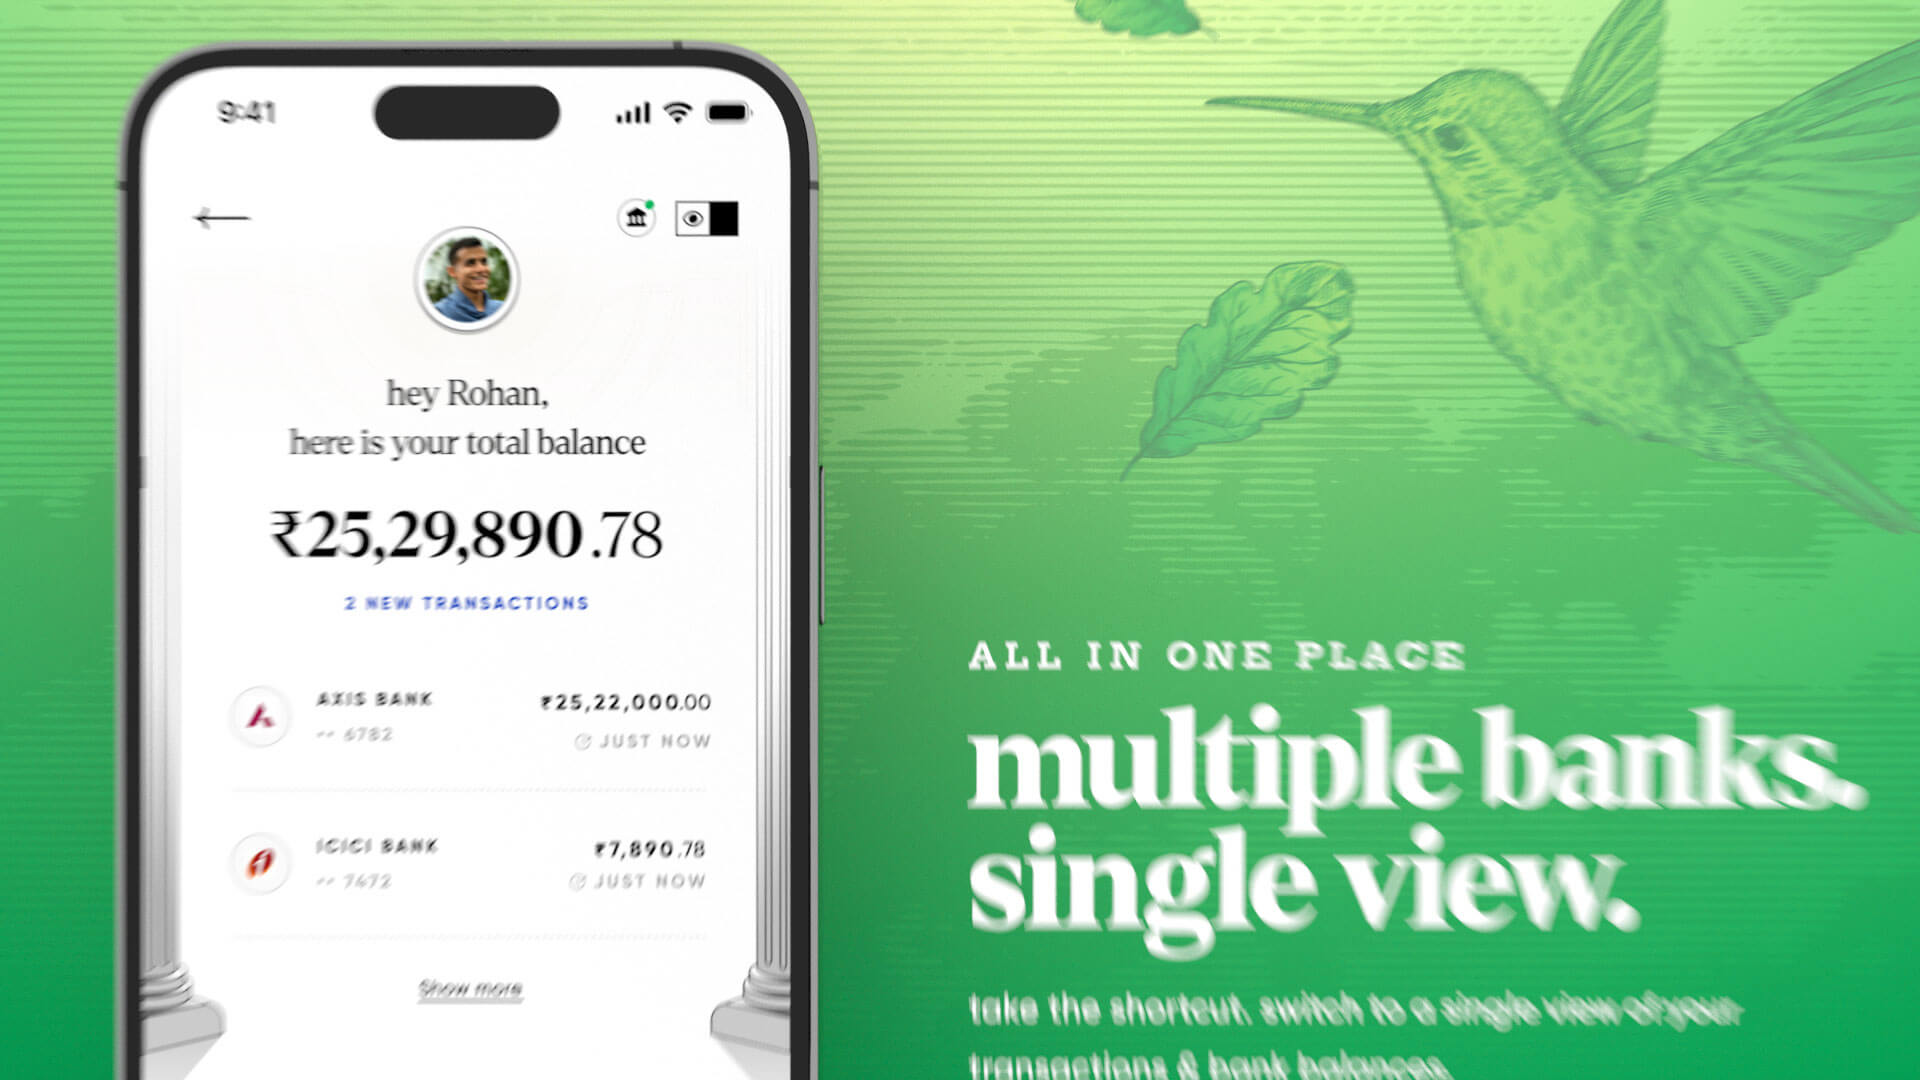 9:41
hey Rohan,
here is your total balance
₹25,29,890.78
2 NEW TRANSACTIONS
AXIS BANK
₹25,22,000.00
-- 6782
JUST NOW
ICICI BANK
₹7,890.78
-- 7472
JUST NOW
Show more
ALL IN ONE PLACE
multiple banks.
single view.
take the shortcut. switch to a single view of your
transactions & bank balances.